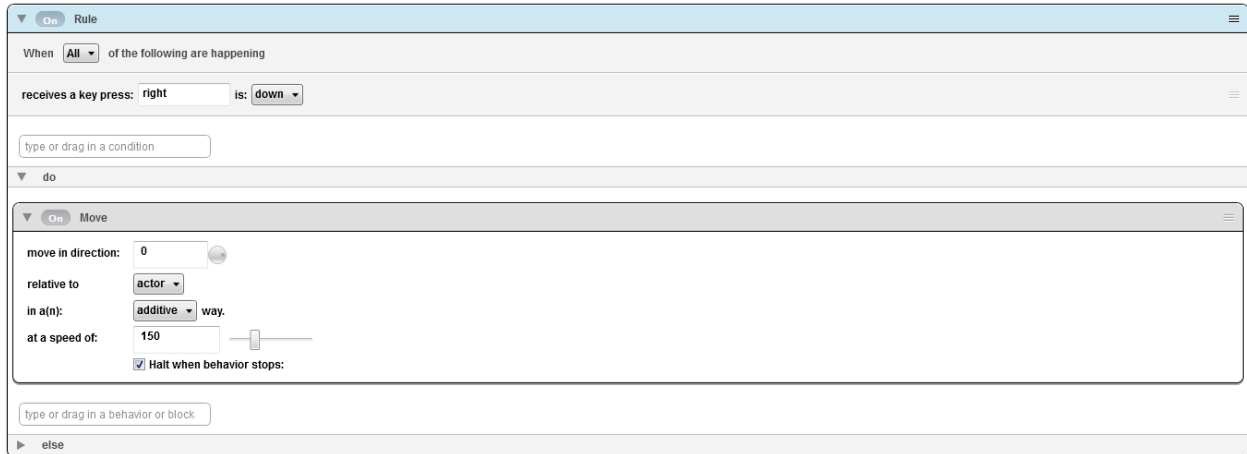 On Rule
When All of the following are happening
receives a key press: right is: down
type or drag in a condition
do
On Move
move in direction: 0
relative to actor
in a(n): additive way.
at a speed of: 150
Halt when behavior stops:
type or drag in a behavior or block
else